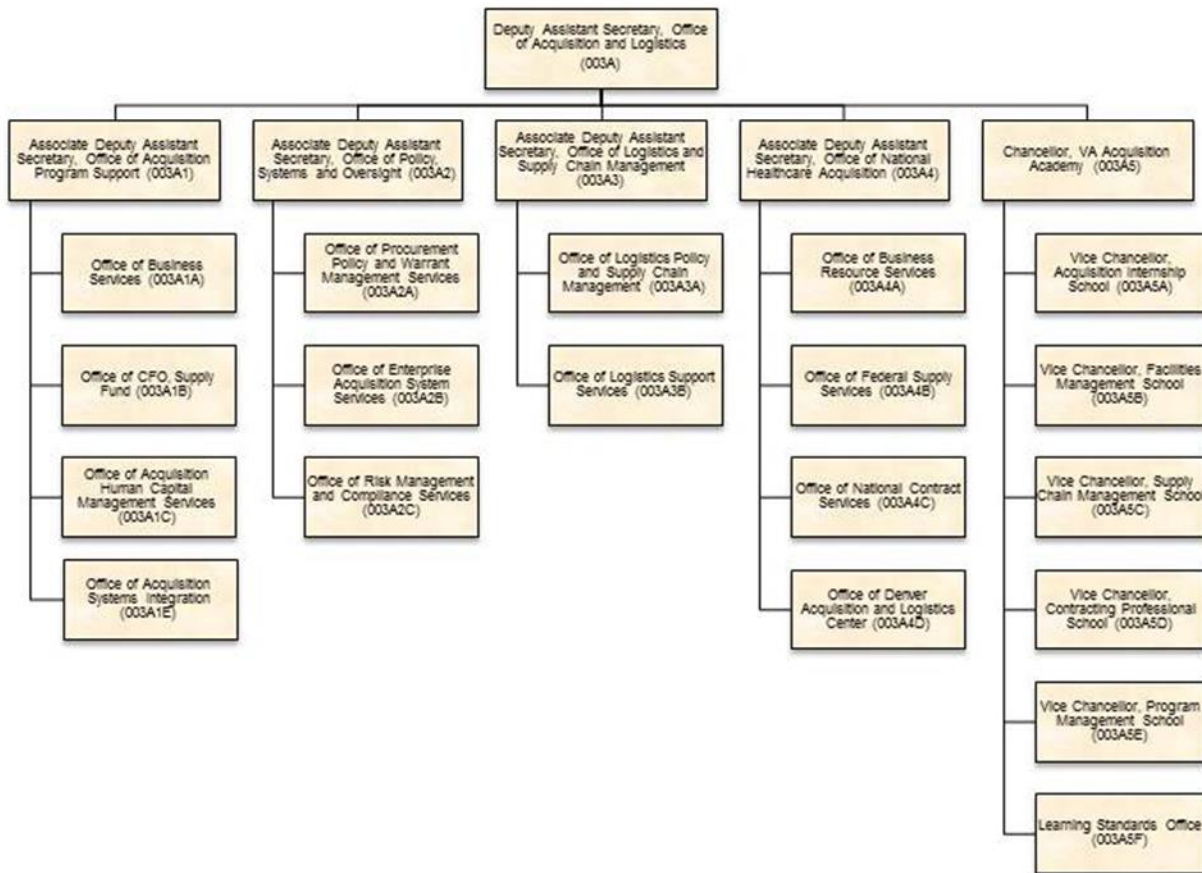 Deputy Assistant Secretary, Office
of Acquisition and Logistics
(003A)
Associate Deputy Assistant
Secretary, Office of Acquisition
Program Support (003A1)
Associate Deputy Assistant
Secretary, Office of Policy,
Systems and Oversight (003A2)
Associate Deputy Assistant
Secretary, Office of Logistics and
Supply Chain Management
(003A3)
Associate Deputy Assistant
Secretary, Office of National
Healthcare Acquisition (003A4)
Chancellor, VA Acquisition
Academy (003A5)
Office of Business
Services (003A1A)
Office of CFO, Supply
Fund (003A1B)
Office of Acquisition
Human Capital
Management Services
(003A1C)
Office of Acquisition
Systems Integration
(003A1E)
Office of Procurement
Policy and Warrant
Management Services
(003A2A)
Office of Enterprise
Acquisition System
Services (003A2B)
Office of Risk Management
and Compliance Services
(003A2C)
Office of Logistics Policy
and Supply Chain
Management (003A3A)
Office of Logistics Support
Services (003A3B)
Office of Business
Resource Services
(003A4A)
Office of Federal Supply
Services (003A4B)
Office of National Contract
Services (003A4C)
Office of Denver
Acquisition and Logistics
Center (003A4D)
Vice Chancellor,
Acquisition Internship
School (003A5A)
Vice Chancellor, Facilities
Management School
(003A5B)
Vice Chancellor, Supply
Chain Management School
(003A5C)
Vice Chancellor,
Contracting Professional
School (003A5D)
Vice Chancellor, Program
Management School
(003A5E)
Learning Standards Office
(003A5F)